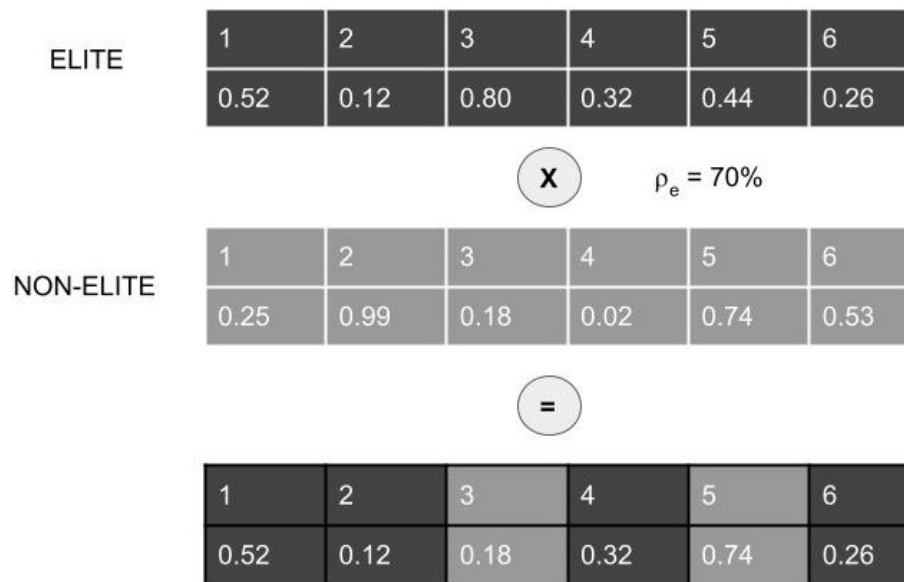 ELITE
1 2 3 4 5 6
0.52 0.12 0.80 0.32 0.44 0.26
X ρe = 70%
NON-ELITE
1 2 3 4 5 6
0.25 0.99 0.18 0.02 0.74 0.53
=
1 2 3 4 5 6
0.52 0.12 0.18 0.32 0.74 0.26